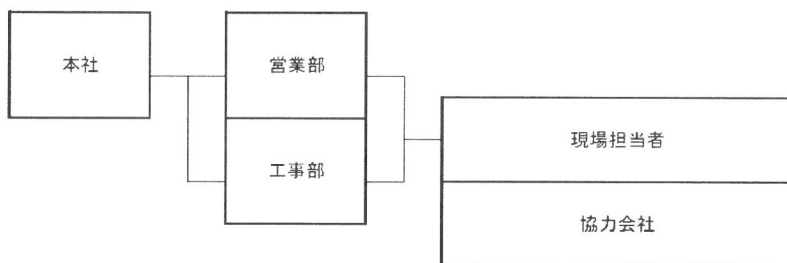 本社
営業部
工事部
現場担当者
協力会社